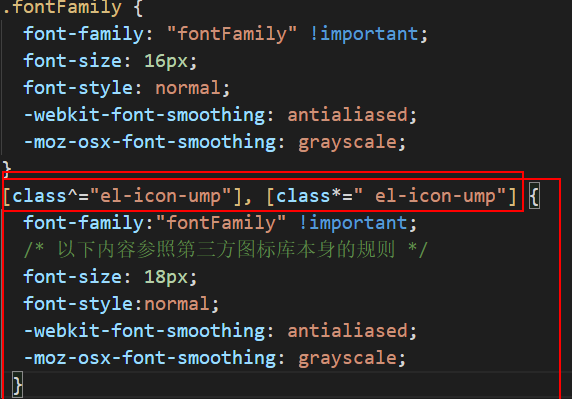 .fontFamily {
font-family: "fontFamily" !important;
font-size: 16px;
font-style: normal;
-webkit-font-smoothing: antialiased;
-moz-osx-font-smoothing: grayscale;
}
[class^="el-icon-ump"], [class*=" el-icon-ump"] {
font-family:"fontFamily" !important;
/* 以下内容参照第三方图标库本身的规则 */
font-size: 18px;
font-style:normal;
-webkit-font-smoothing: antialiased;
-moz-osx-font-smoothing: grayscale;
}